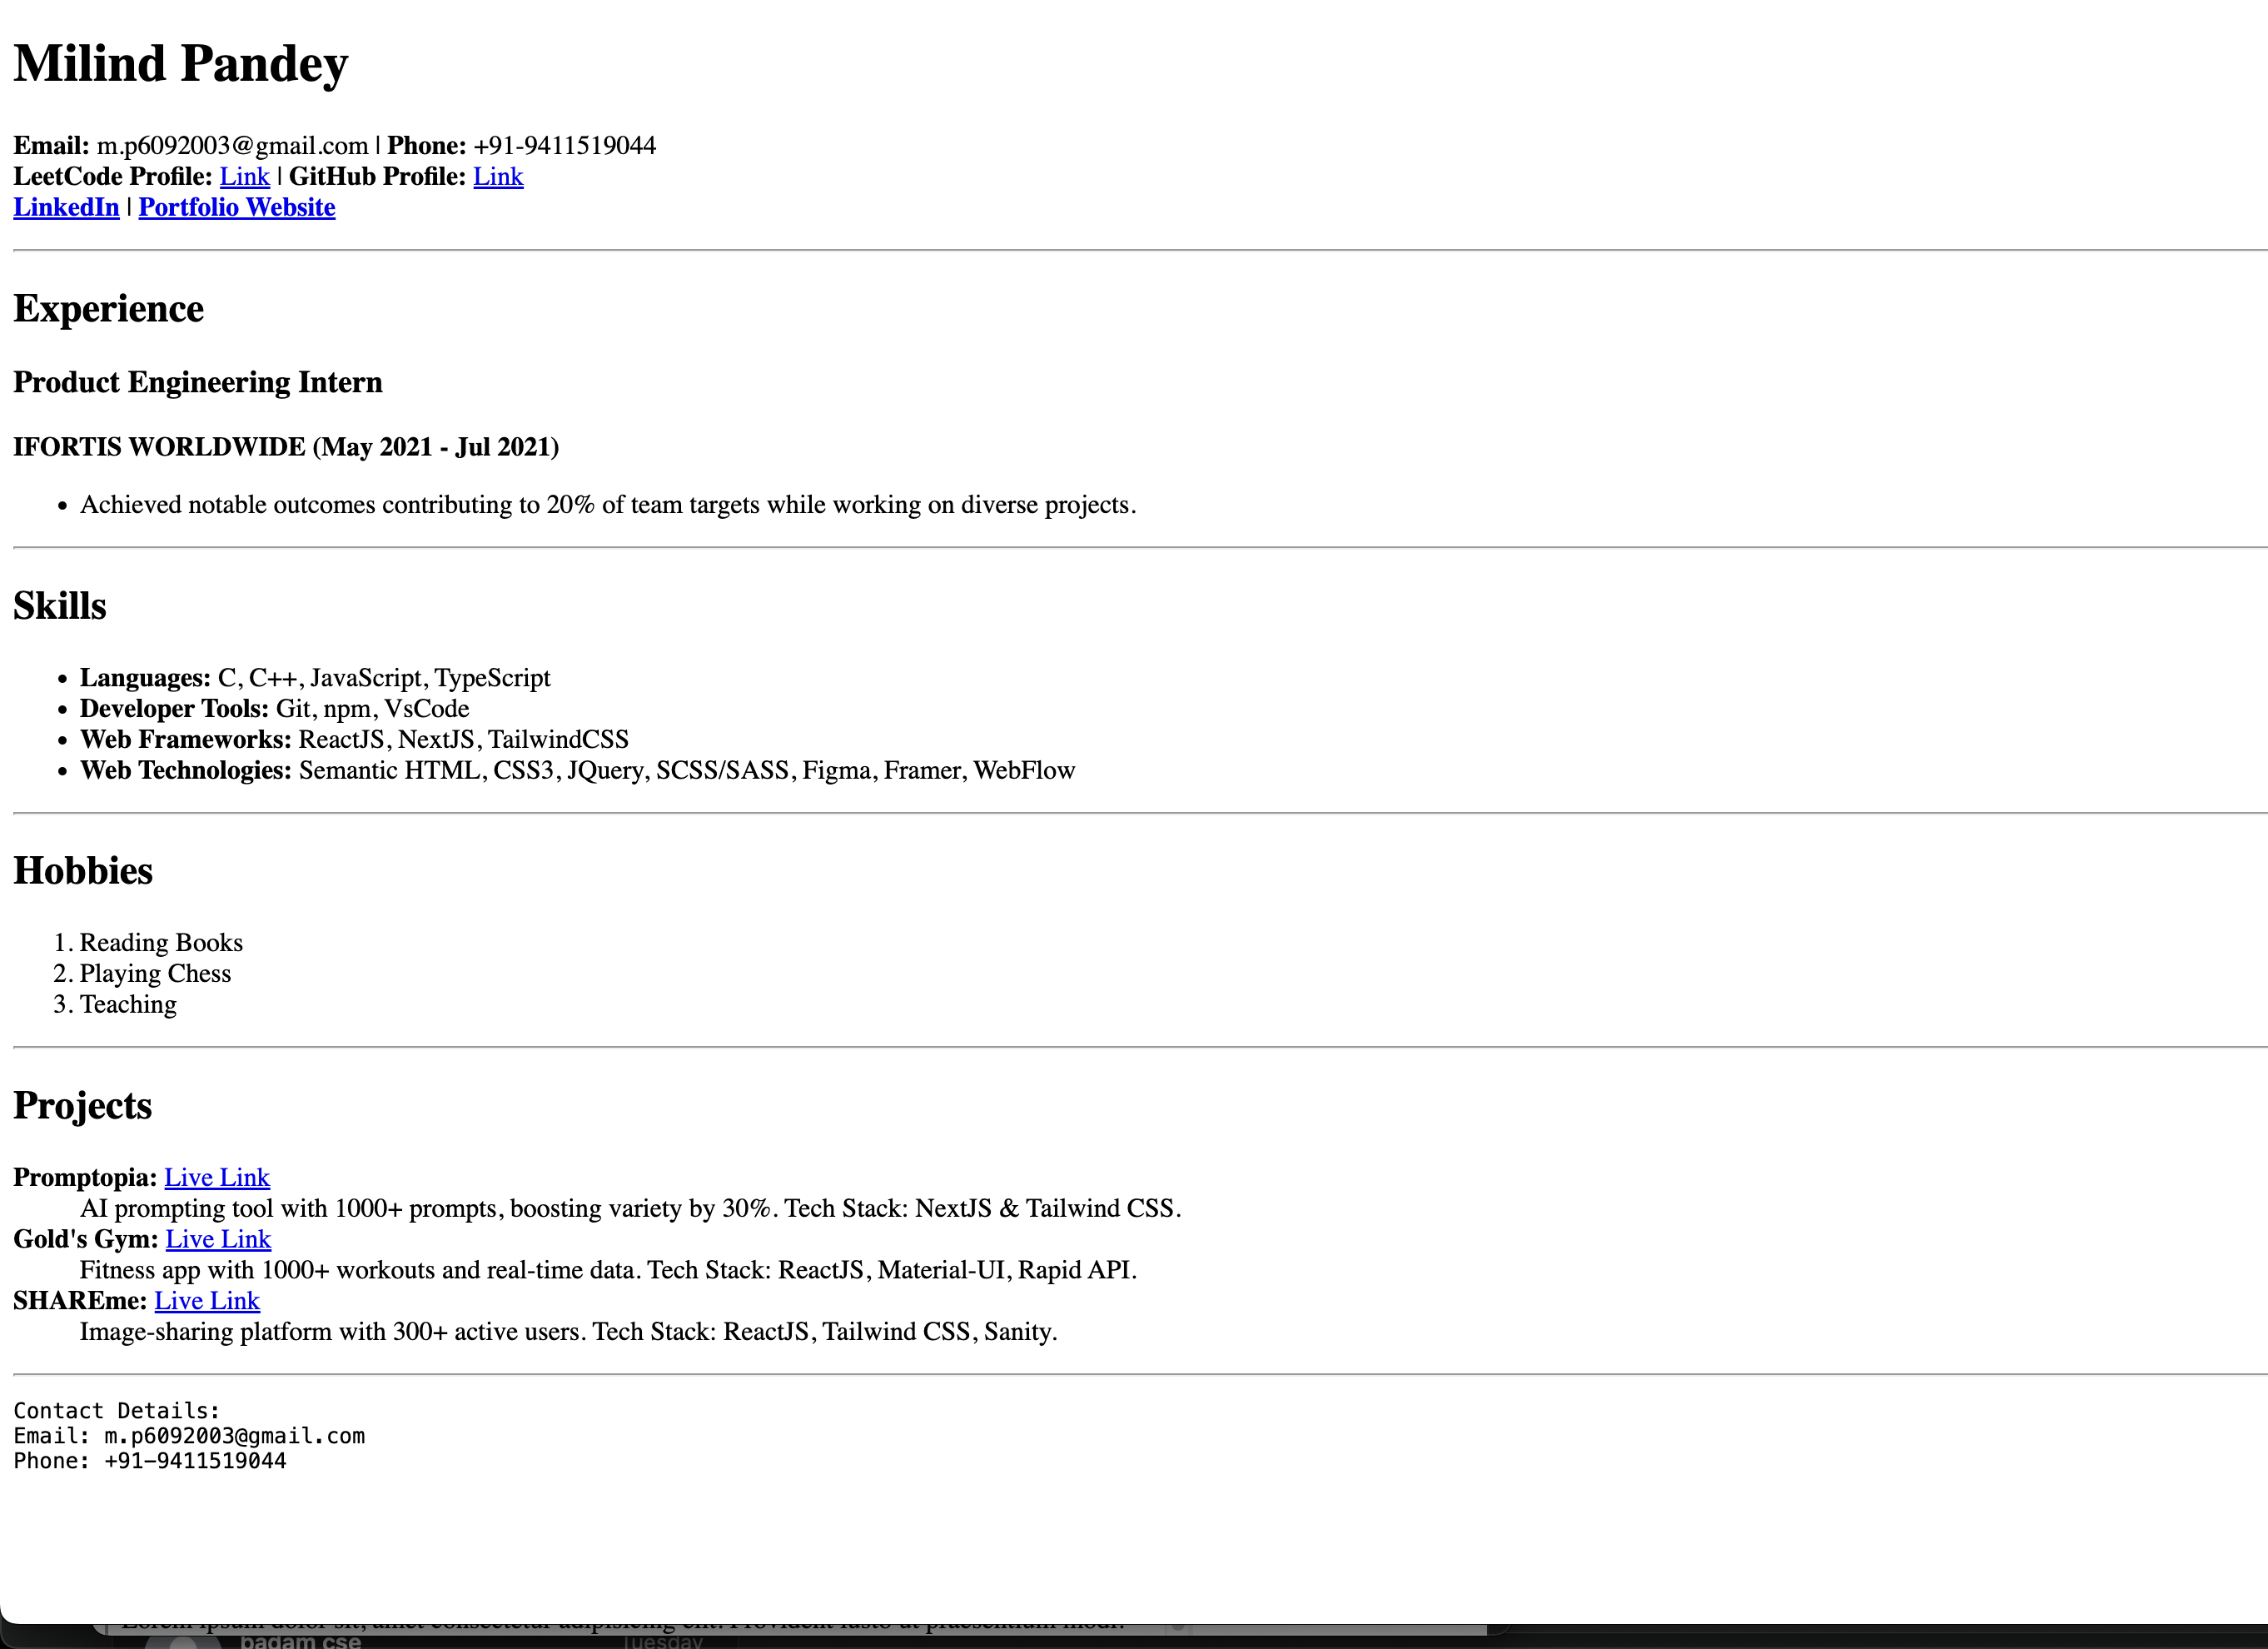 Milind Pandey
Email: m.p6092003@gmail.com | Phone: +91-9411519044
LeetCode Profile: Link | GitHub Profile: Link
LinkedIn | Portfolio Website
Experience
Product Engineering Intern
IFORTIS WORLDWIDE (May 2021 - Jul 2021)
• Achieved notable outcomes contributing to 20% of team targets while working on diverse projects.
Skills
• Languages: C, C++, JavaScript, TypeScript
• Developer Tools: Git, npm, VsCode
• Web Frameworks: ReactJS, NextJS, TailwindCSS
• Web Technologies: Semantic HTML, CSS3, JQuery, SCSS/SASS, Figma, Framer, WebFlow
Hobbies
1. Reading Books
2. Playing Chess
3. Teaching
Projects
Promptopia: Live Link
AI prompting tool with 1000+ prompts, boosting variety by 30%. Tech Stack: NextJS & Tailwind CSS.
Gold's Gym: Live Link
Fitness app with 1000+ workouts and real-time data. Tech Stack: ReactJS, Material-UI, Rapid API.
SHAREme: Live Link
Image-sharing platform with 300+ active users. Tech Stack: ReactJS, Tailwind CSS, Sanity.
Contact Details:
Email: m.p6092003@gmail.com
Phone: +91-9411519044
badam cse Tuesday